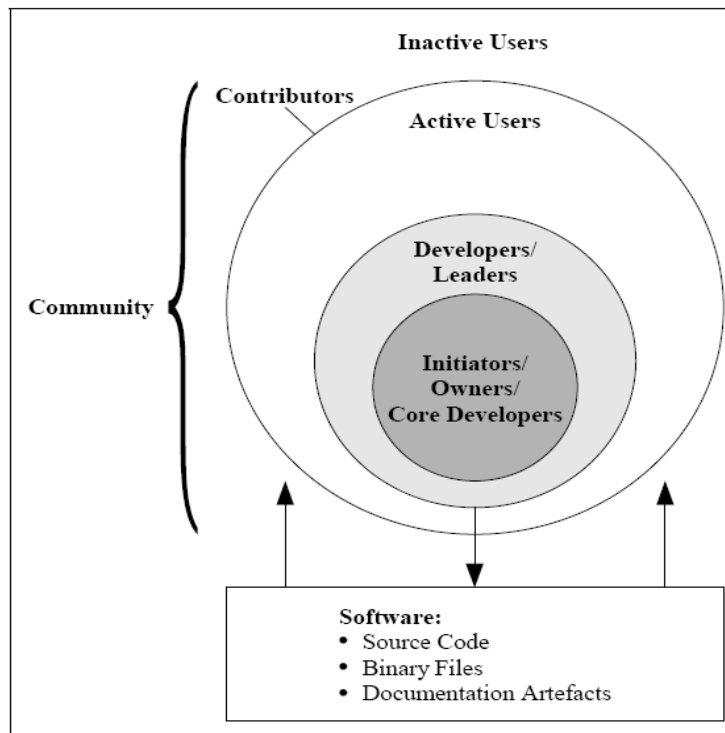 Inactive Users
Contributors
Active Users
Developers/
Leaders
Community
Initiators/
Owners/
Core Developers
Software:
• Source Code
• Binary Files
• Documentation Artefacts